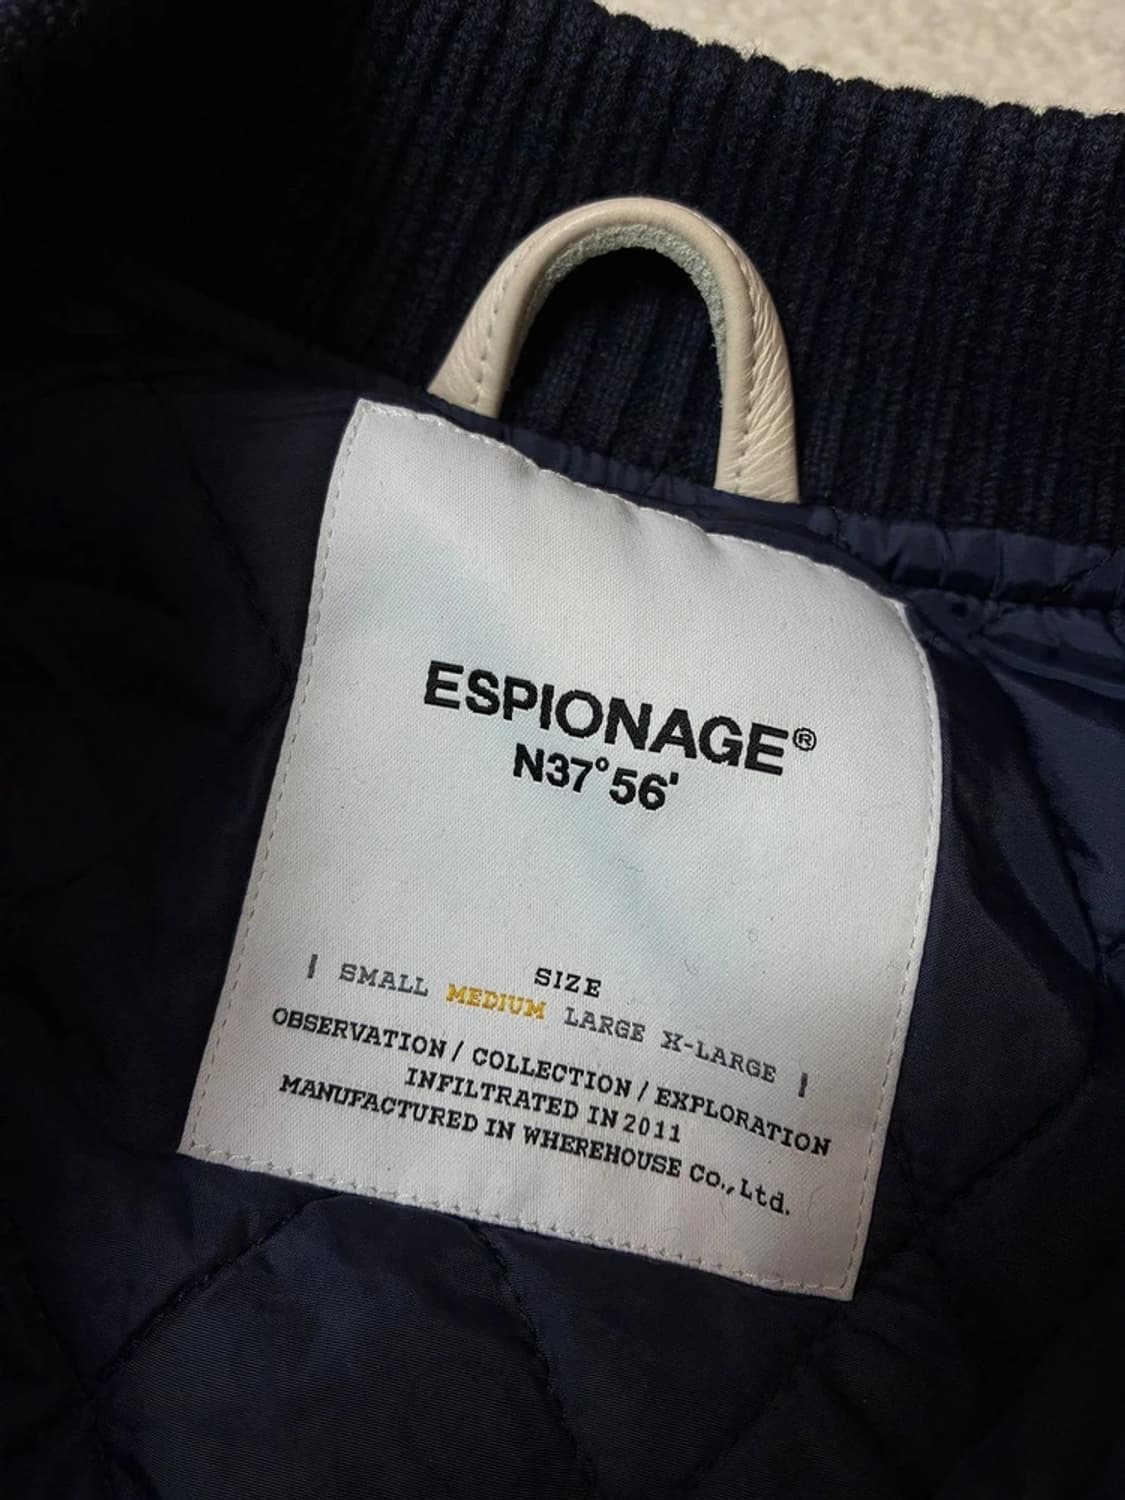 ESPIONAGE®
N37°56'
SIZE
| SMALL MEDIUM LARGE X-LARGE |
OBSERVATION / COLLECTION / EXPLORATION
INFILTRATED IN 2011
MANUFACTURED IN WHEREHOUSE Co., Ltd.